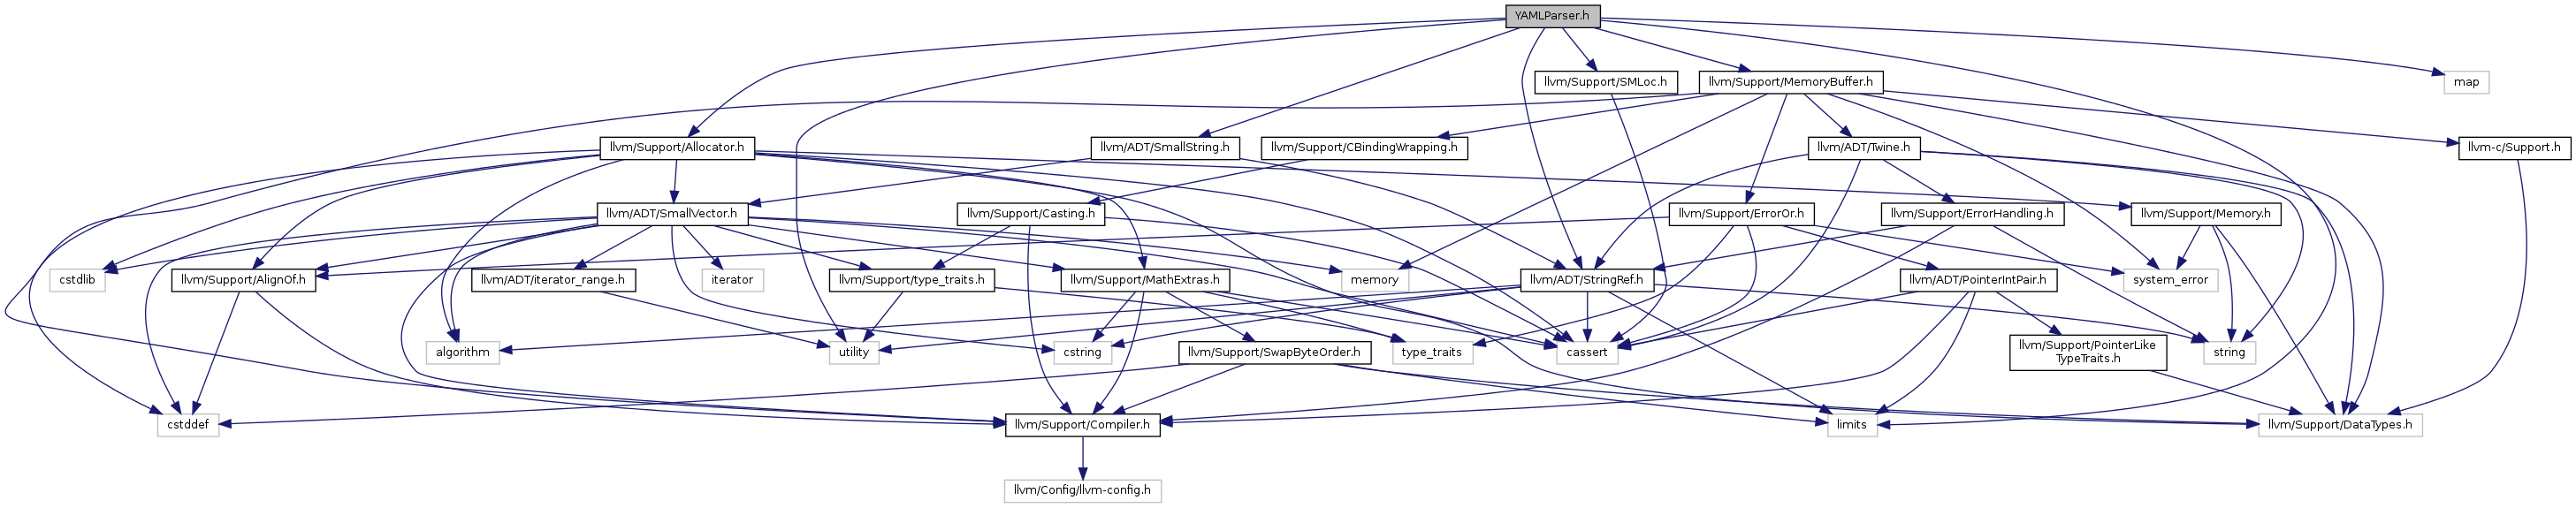 YAMLParser.h
llvm/Support/SMLoc.h
llvm/Support/MemoryBuffer.h
map
llvm/Support/Allocator.h
llvm/ADT/SmallString.h
llvm/Support/CBindingWrapping.h
llvm/ADT/Twine.h
llvm-c/Support.h
llvm/ADT/SmallVector.h
llvm/Support/Casting.h
llvm/Support/ErrorOr.h
llvm/Support/ErrorHandling.h
llvm/Support/Memory.h
cstdlib
llvm/Support/AlignOf.h
llvm/ADT/iterator_range.h
iterator
llvm/Support/type_traits.h
llvm/Support/MathExtras.h
memory
llvm/ADT/StringRef.h
llvm/ADT/PointerIntPair.h
system_error
algorithm
utility
cstring
llvm/Support/SwapByteOrder.h
type_traits
cassert
llvm/Support/PointerLike
TypeTraits.h
string
cstddef
llvm/Support/Compiler.h
limits
llvm/Support/DataTypes.h
llvm/Config/llvm-config.h